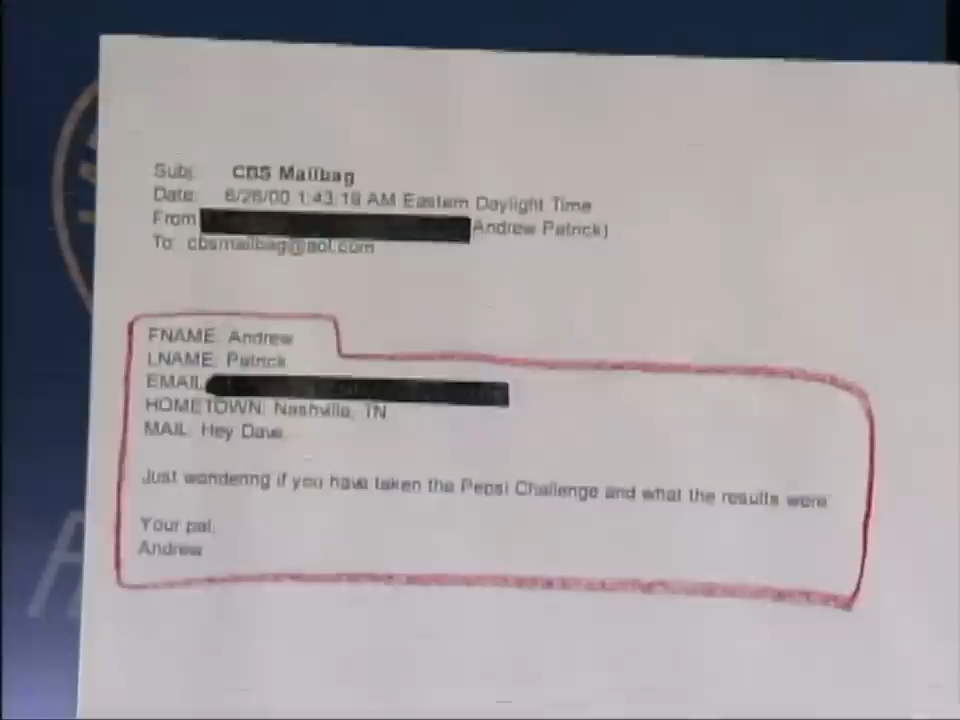 Subj: CBS Mailbag
Date: 6/26/00 1:43:19 AM Eastern Daylight Time
From Andrew Patrick)
To: cbsmailbag@aol.com
FNAME: Andrew
LNAME: Patrick
EMAIL
HOMETOWN: Nashville, TN
MAIL: Hey Dave,
Just wondering if you have taken the Pepsi Challenge and what the results were
Your pal,
Andrew